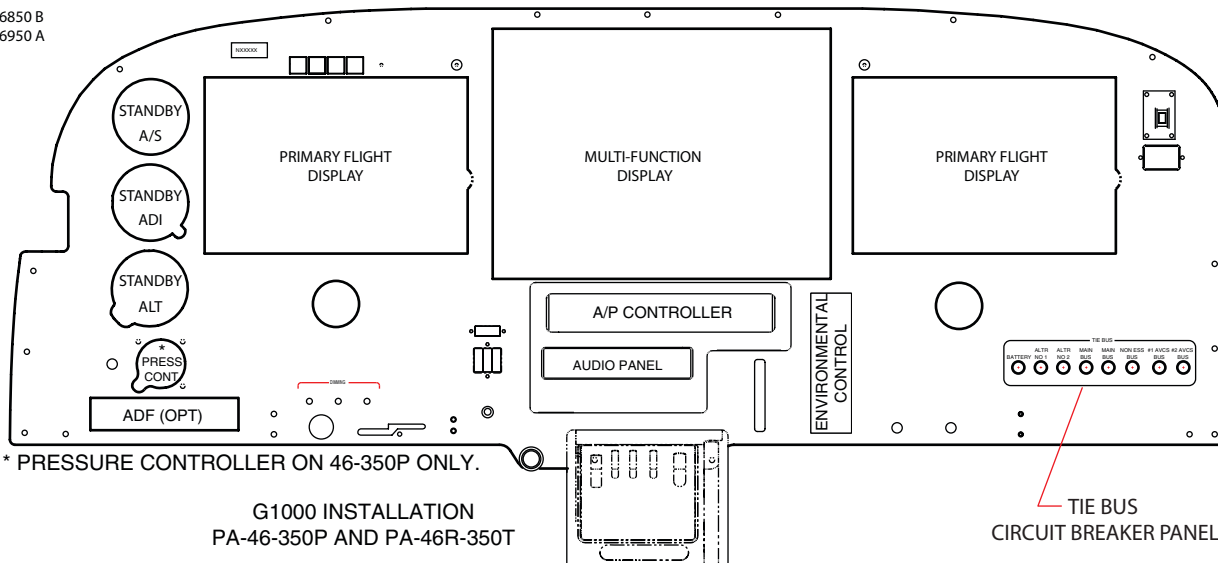 6850 B
6950 A
NXXXXX
STANDBY
A/S
STANDBY
ADI
STANDBY
ALT
*
PRESS
CONT
ADF (OPT)
PRIMARY FLIGHT
DISPLAY
MULTI-FUNCTION
DISPLAY
PRIMARY FLIGHT
DISPLAY
A/P CONTROLLER
AUDIO PANEL
ENVIRONMENTAL
CONTROL
DIMMING
TIE BUS
BATTERY
ALTR
NO 1
ALTR
NO 2
MAIN
BUS
MAIN
BUS
NON ESS
BUS
#1 AVCS
BUS
#2 AVCS
BUS
* PRESSURE CONTROLLER ON 46-350P ONLY.
G1000 INSTALLATION
PA-46-350P AND PA-46R-350T
TIE BUS
CIRCUIT BREAKER PANEL